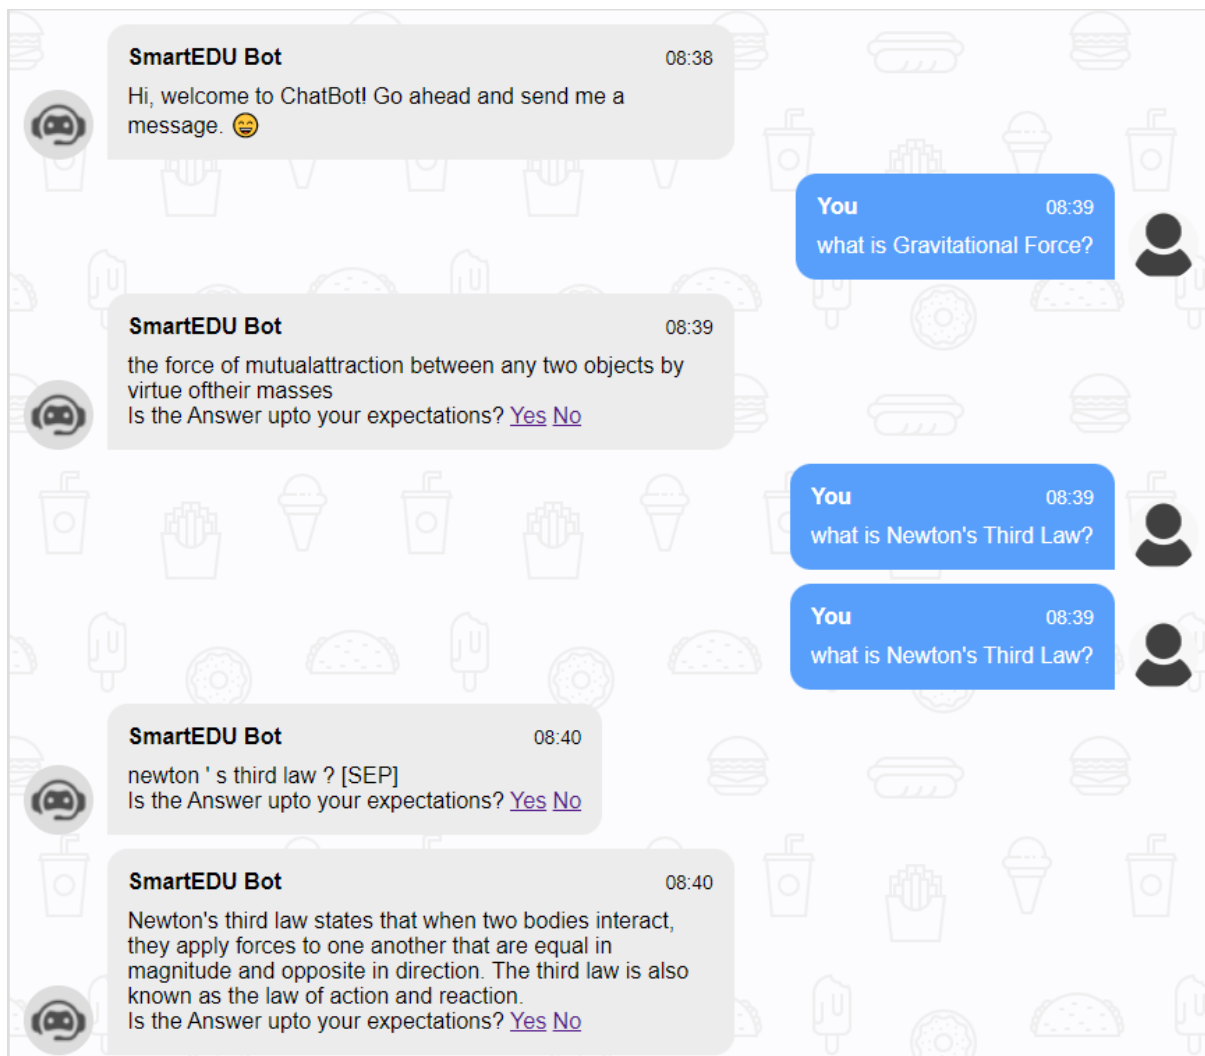 SmartEDU Bot 08:38
Hi, welcome to ChatBot! Go ahead and send me a
message. 😄
You 08:39
what is Gravitational Force?
SmartEDU Bot 08:39
the force of mutualattraction between any two objects by
virtue oftheir masses
Is the Answer upto your expectations? Yes No
You 08:39
what is Newton's Third Law?
You 08:39
what is Newton's Third Law?
SmartEDU Bot 08:40
newton ' s third law ? [SEP]
Is the Answer upto your expectations? Yes No
SmartEDU Bot 08:40
Newton's third law states that when two bodies interact,
they apply forces to one another that are equal in
magnitude and opposite in direction. The third law is also
known as the law of action and reaction.
Is the Answer upto your expectations? Yes No